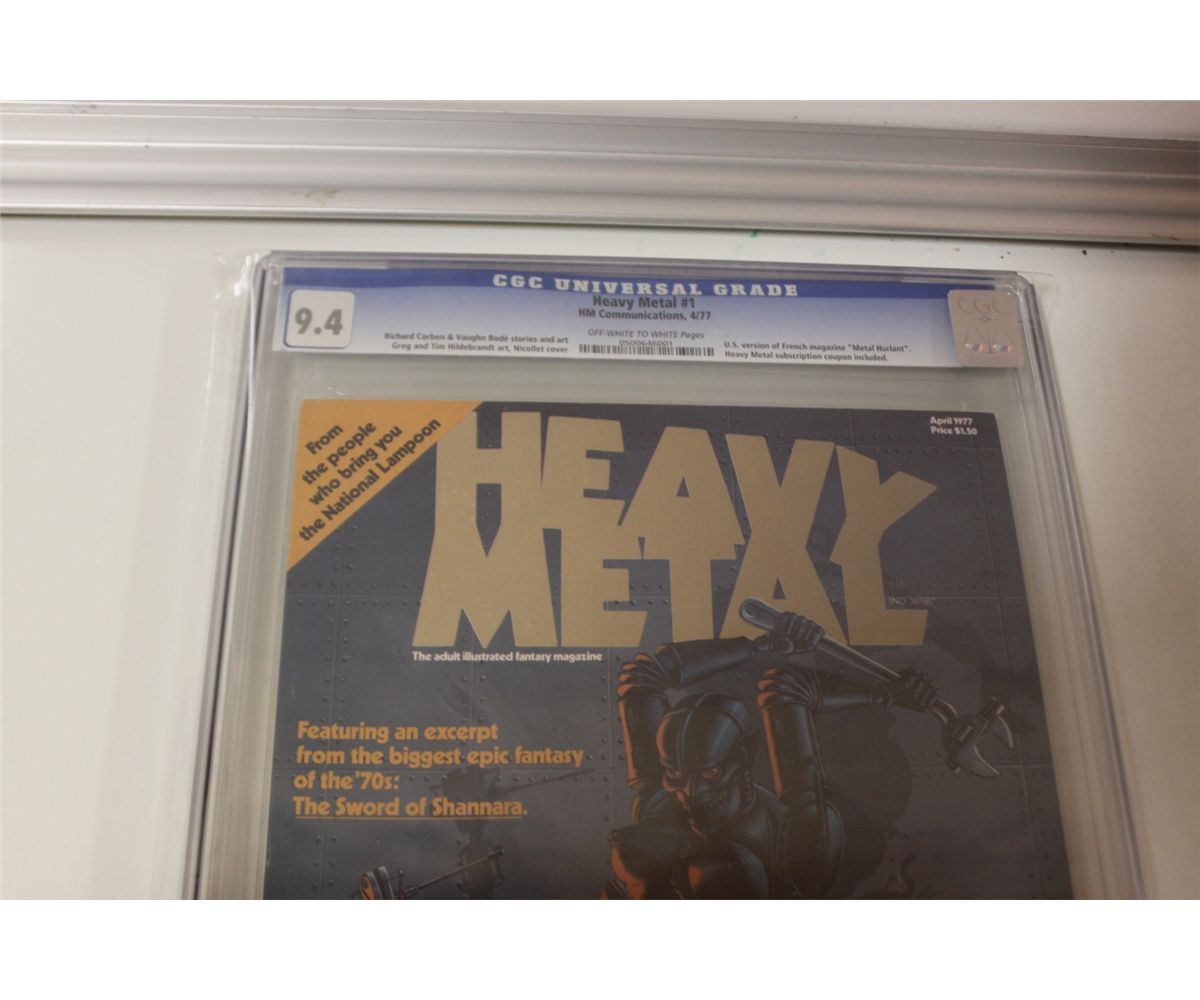 CGC UNIVERSAL GRADE
9.4
Heavy Metal #1
HM Communications, 4/77
OFF-WHITE TO WHITE Pages
0500646001
Richard Corben & Vaughn Bodé stories and art
Greg and Tim Hildebrandt art, Nicollet cover
U.S. version of French magazine "Metal Hurlant".
Heavy Metal subscription coupon included.
CGC
From
the people
who bring you
the National Lampoon
HEAVY
METAL
April 1977
Price $1.50
IND 36587
The adult illustrated fantasy magazine
Featuring an excerpt
from the biggest epic fantasy
of the '70s:
The Sword of Shannara.